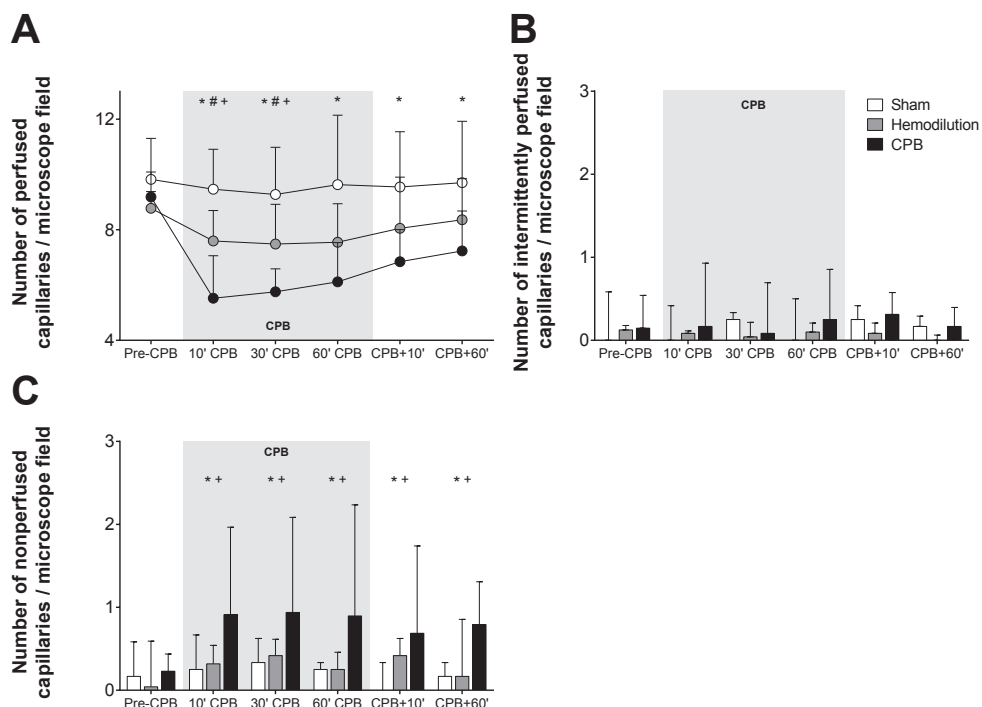 A
Number of perfused
capillaries / microscope field
12
8
4
* # +
* # +
*
*
*
CPB
Pre-CPB
10' CPB
30' CPB
60' CPB
CPB+10'
CPB+60'
B
Number of intermittently perfused
capillaries / microscope field
3
2
1
0
CPB
Sham
Hemodilution
CPB
Pre-CPB
10' CPB
30' CPB
60' CPB
CPB+10'
CPB+60'
C
Number of nonperfused
capillaries / microscope field
3
2
1
0
CPB
* +
* +
* +
* +
* +
Pre-CPB
10' CPB
30' CPB
60' CPB
CPB+10'
CPB+60'